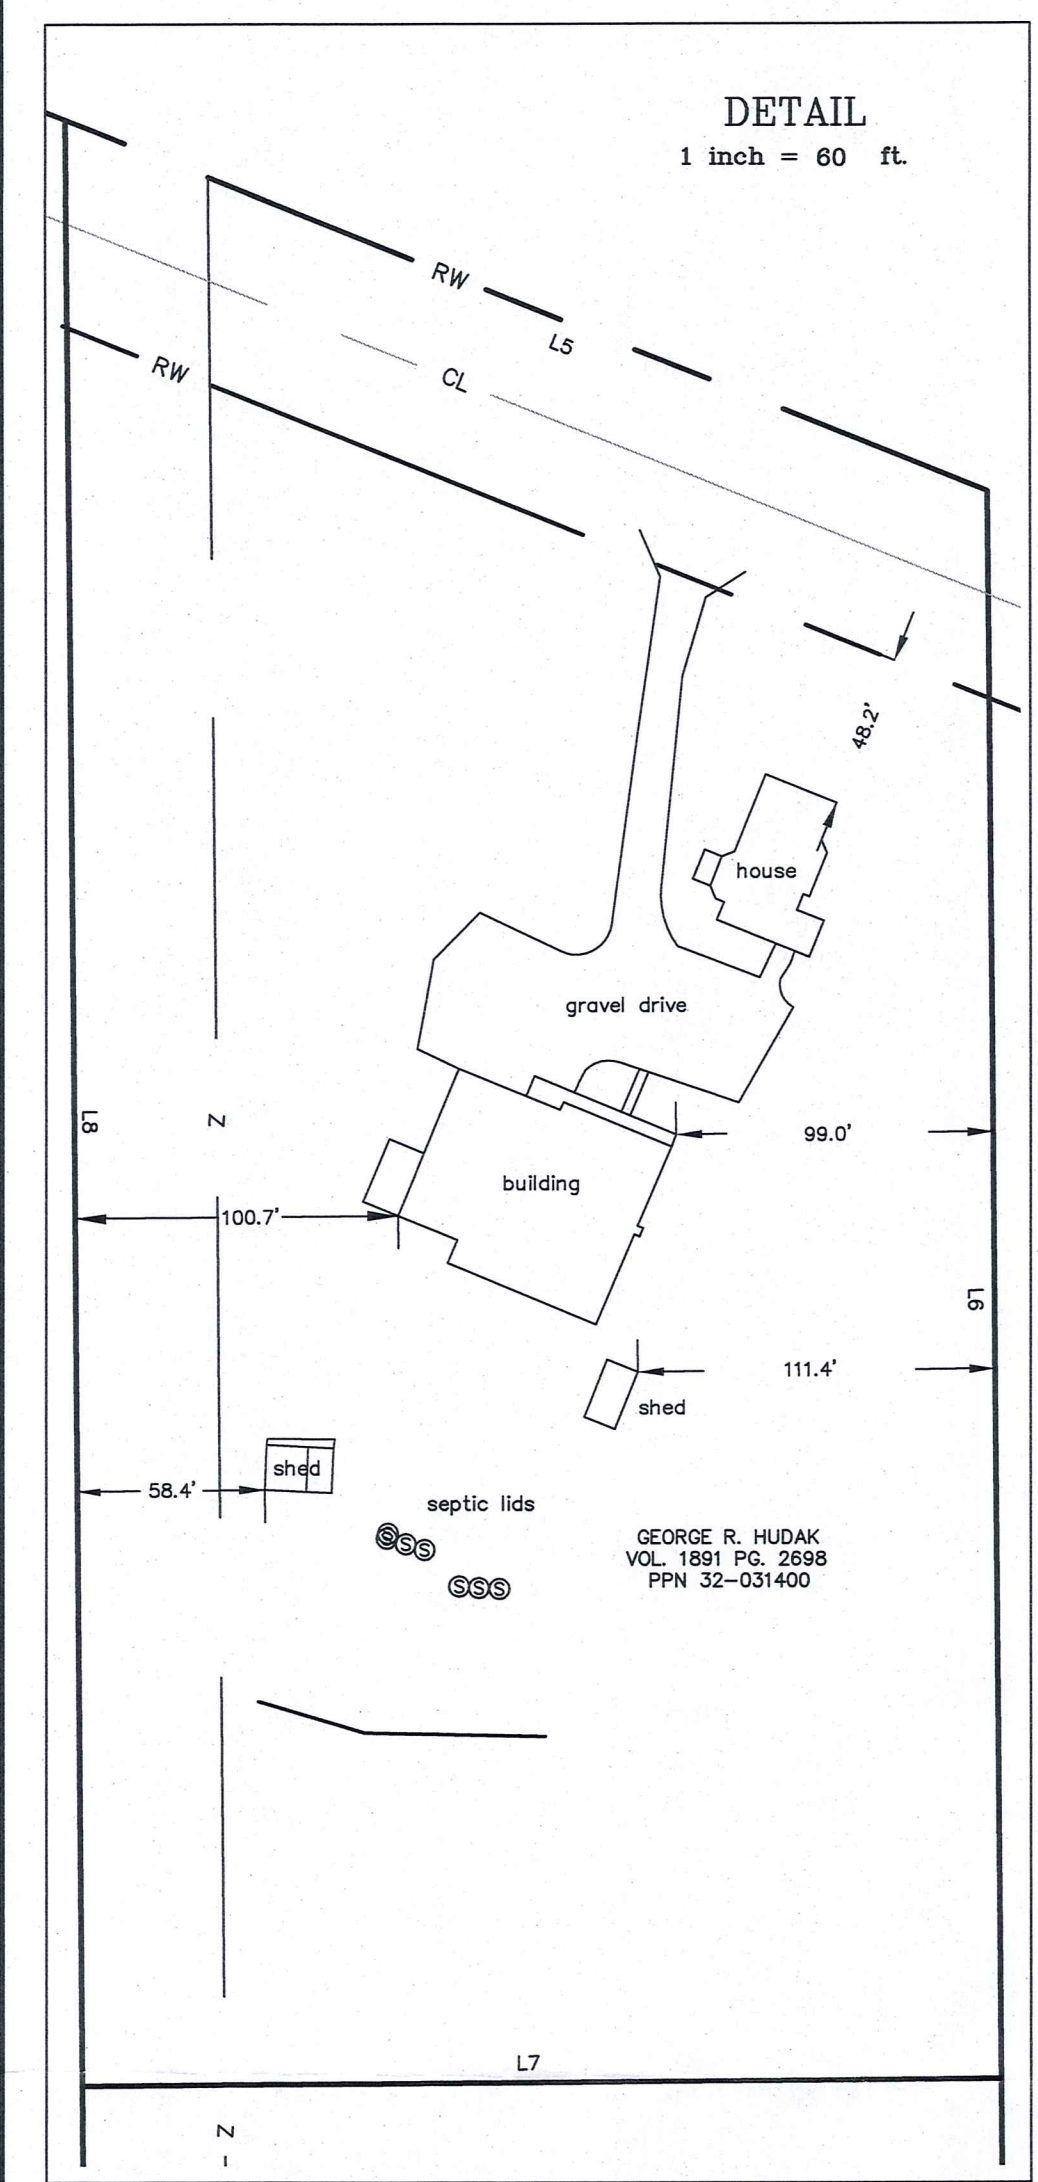 DETAIL
1 inch = 60 ft.
RW
L5
CL
RW
48.2'
house
gravel drive
L8
Z
99.0'
building
100.7'
L6
111.4'
shed
shed
58.4'
septic lids
S
SSS
GEORGE R. HUDAK
VOL. 1891 PG. 2698
PPN 32-031400
SSS
L7
Z -